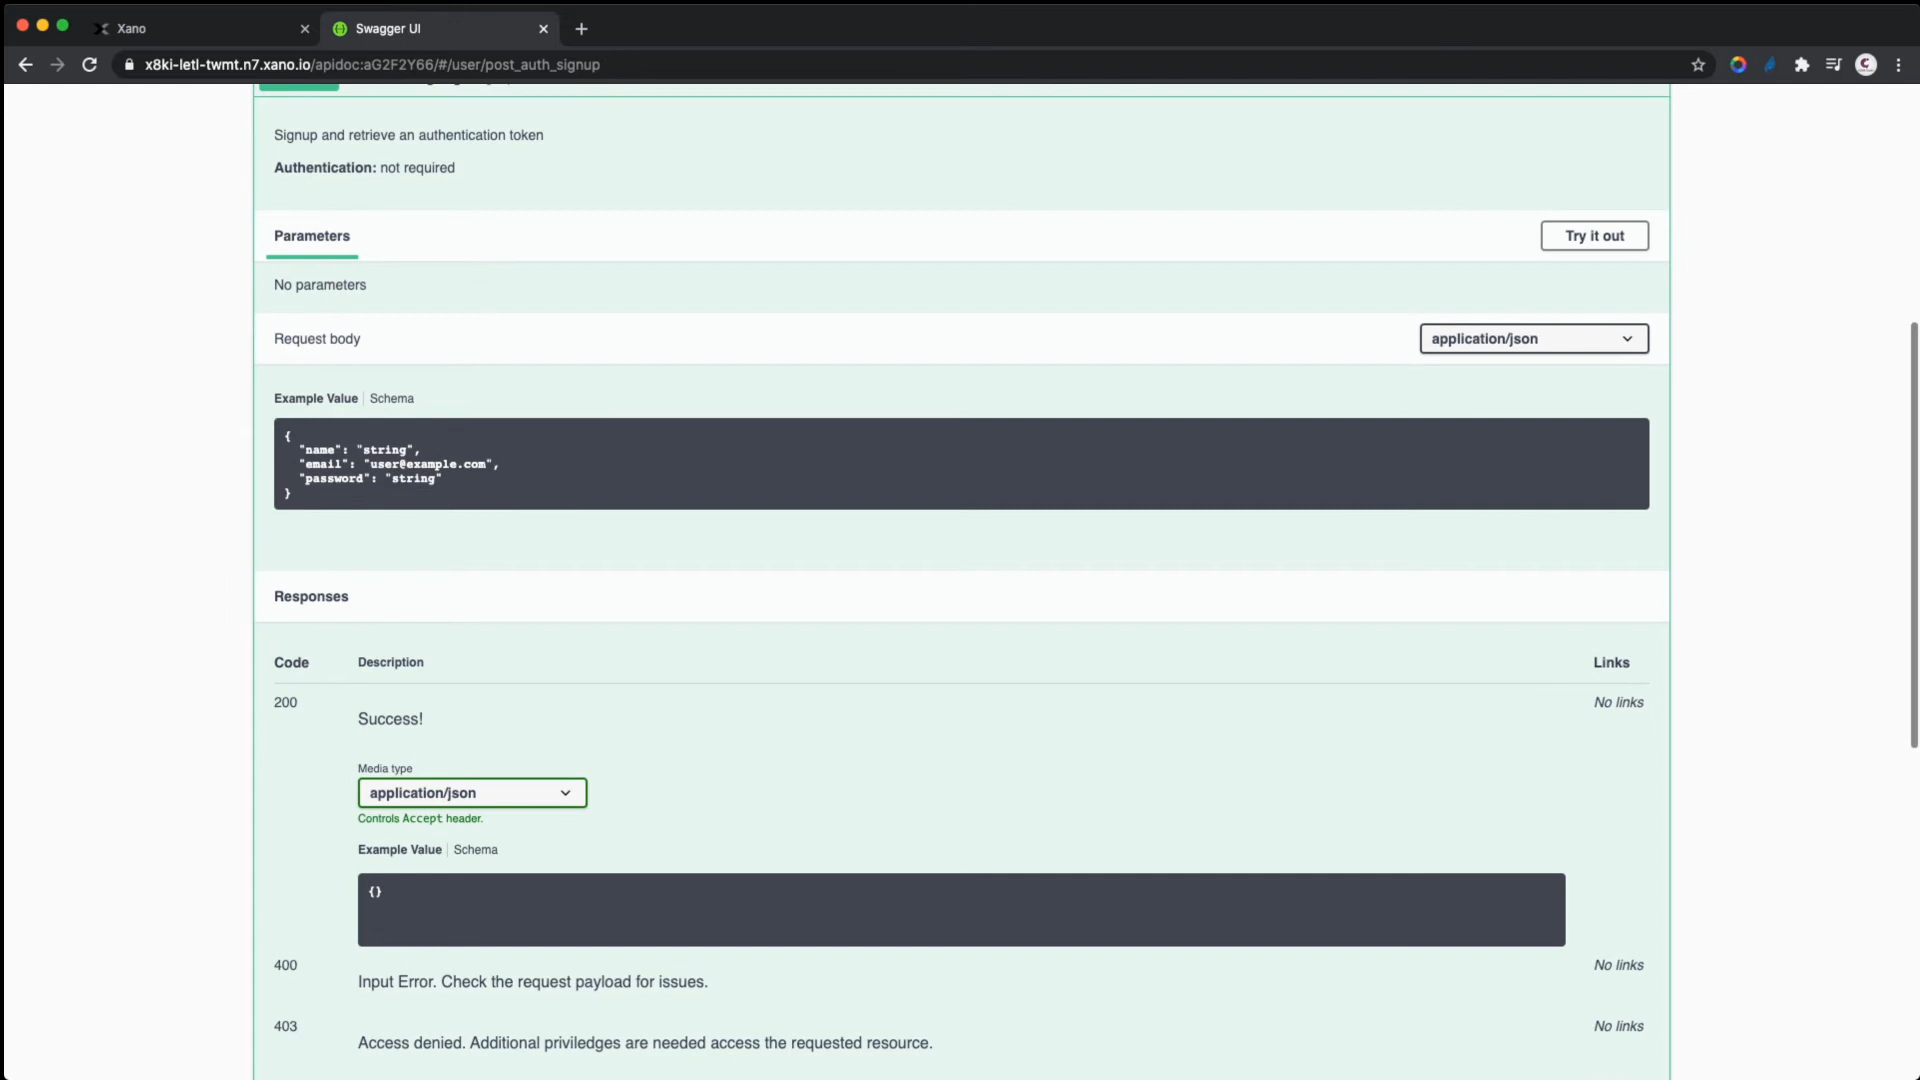 Xano
Swagger UI
x8ki-letl-twmt.n7.xano.io/apidoc:aG2F2Y66/#/user/post_auth_signup
Signup and retrieve an authentication token
Authentication: not required
Parameters
Try it out
No parameters
Request body
application/json
Example Value
Schema
{
"name": "string",
"email": "user@example.com",
"password": "string"
}
Responses
Code
Description
Links
200
Success!
No links
Media type
application/json
Controls Accept header.
Example Value
Schema
{}
400
Input Error. Check the request payload for issues.
No links
403
Access denied. Additional priviledges are needed access the requested resource.
No links